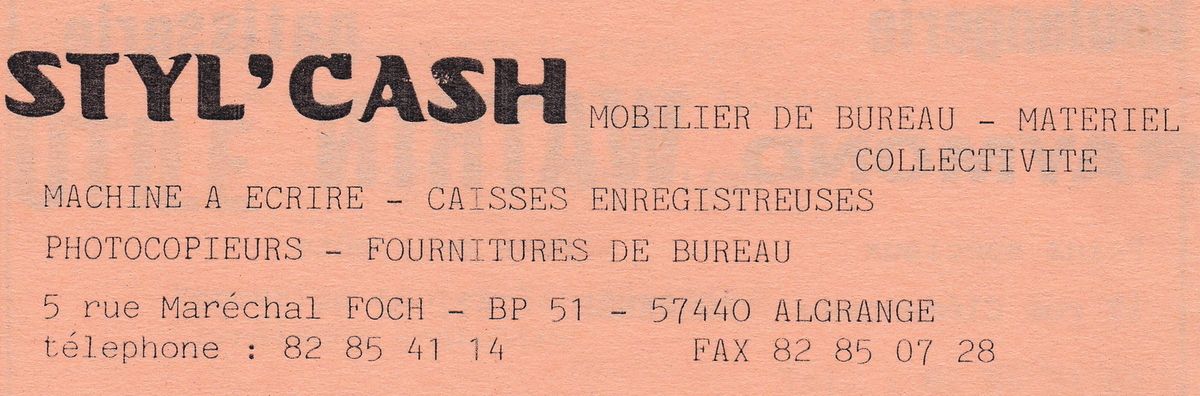 STYL'CASH MOBILIER DE BUREAU - MATERIEL
COLLECTIVITE
MACHINE A ECRIRE - CAISSES ENREGISTREUSES
PHOTOCOPIEURS - FOURNITURES DE BUREAU
5 rue Maréchal FOCH - BP 51 - 57440 ALGRANGE
télephone : 82 85 41 14 FAX 82 85 07 28